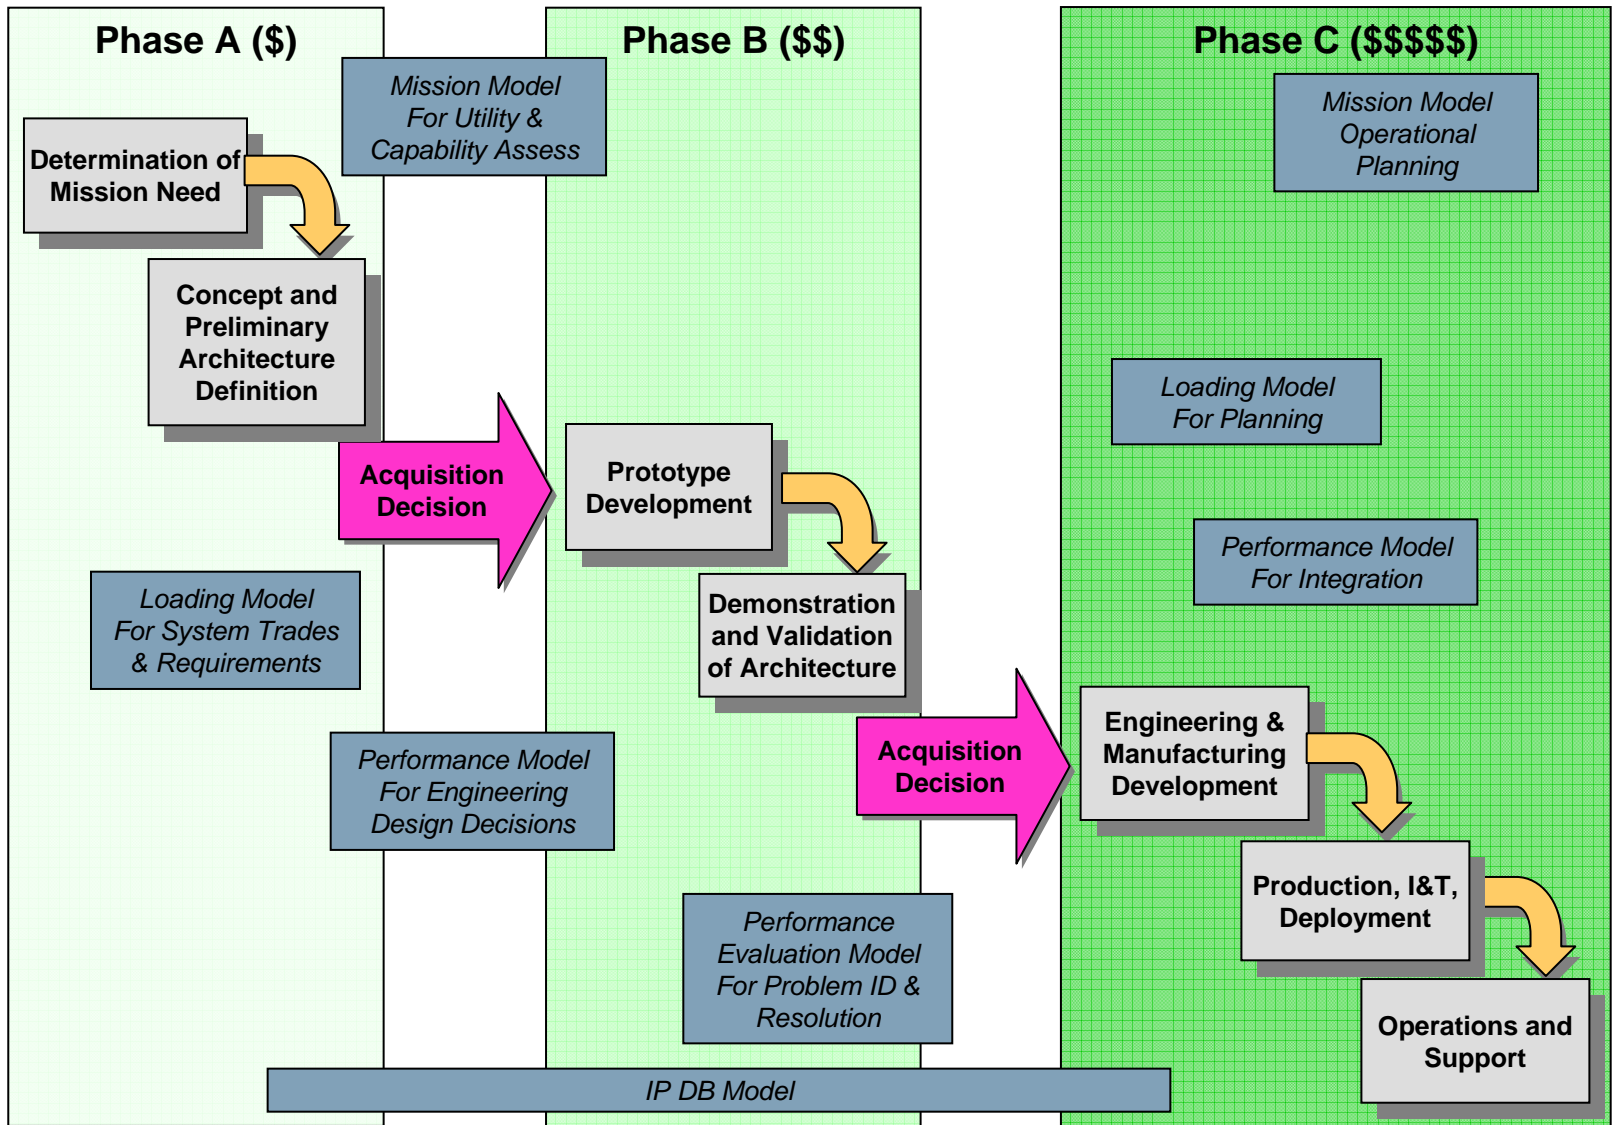 Phase A ($)
Phase B ($$)
Phase C ($$$$$)
Mission Model
For Utility &
Capability Assess
Mission Model
Operational
Planning
Determination of
Mission Need
Concept and
Preliminary
Architecture
Definition
Loading Model
For Planning
Acquisition
Decision
Prototype
Development
Performance Model
For Integration
Loading Model
For System Trades
& Requirements
Demonstration
and Validation
of Architecture
Performance Model
For Engineering
Design Decisions
Acquisition
Decision
Engineering &
Manufacturing
Development
Production, I&T,
Deployment
Performance
Evaluation Model
For Problem ID &
Resolution
Operations and
Support
IP DB Model